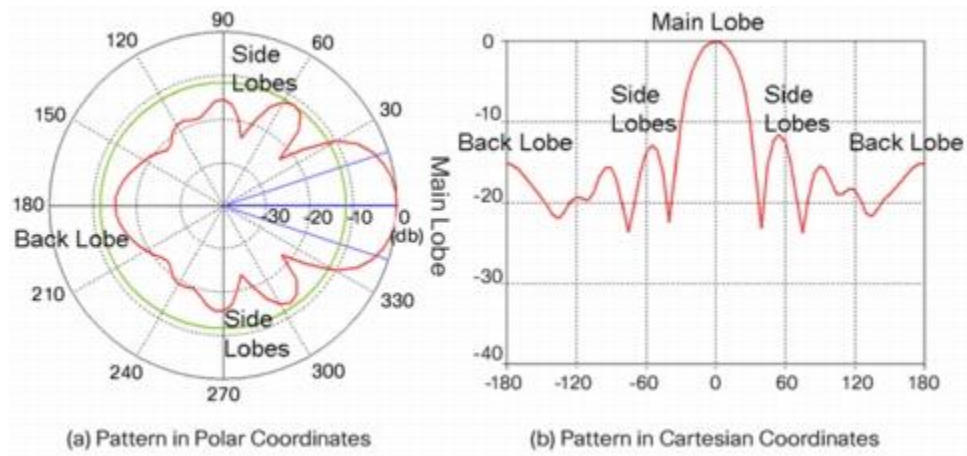 90
120
60
Side
Lobes
150
30
180
-30
-20
-10
0
(db)
Main Lobe
Back Lobe
210
330
Side
Lobes
240
300
270
(a) Pattern in Polar Coordinates
Main Lobe
0
Side
Lobes
Side
Lobes
-10
Back Lobe
Back Lobe
-20
-30
-40
-180
-120
-60
0
60
120
180
(b) Pattern in Cartesian Coordinates